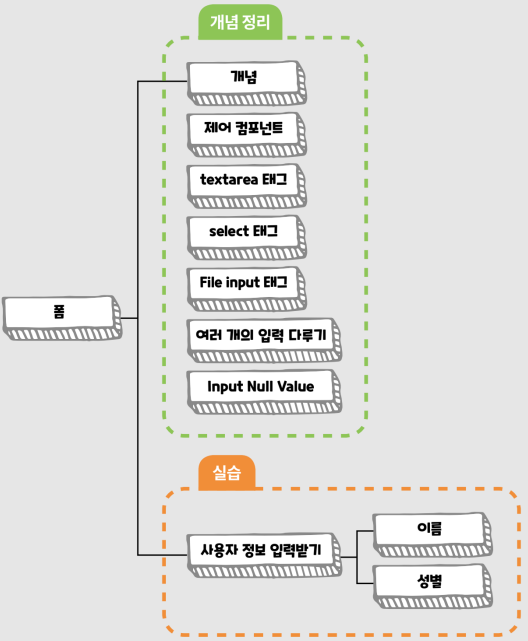 개념 정리
개념
제어 컴포넌트
textarea 태그
select 태그
File input 태그
여러 개의 입력 다루기
Input Null Value
폼
실습
사용자 정보 입력받기
이름
성별